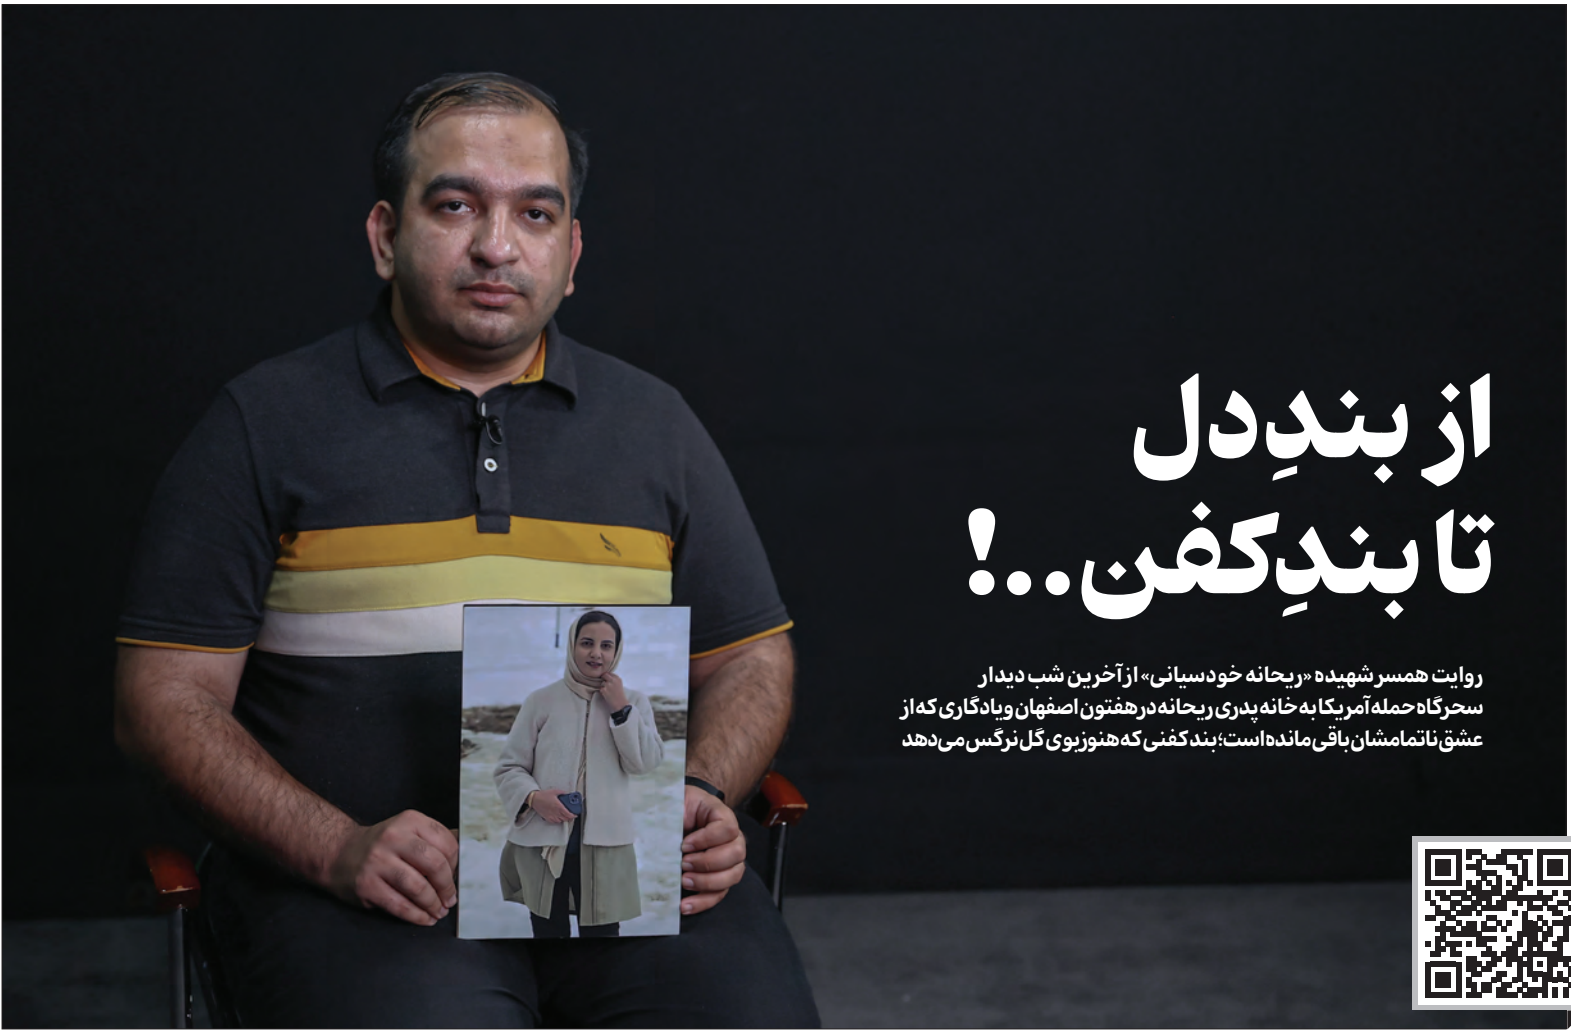 از بندِ دل
تا بندِ کفن...!
روایت همسر شهیده «ریحانه خودسیانی» از آخرین شب دیدار
سحرگاه حمله آمریکا به خانه پدری ریحانه در هفتون اصفهان و یادگاری که از
عشق ناتمامشان باقی مانده است؛ بند کفنی که هنوز بوی گل نرگس می‌دهد